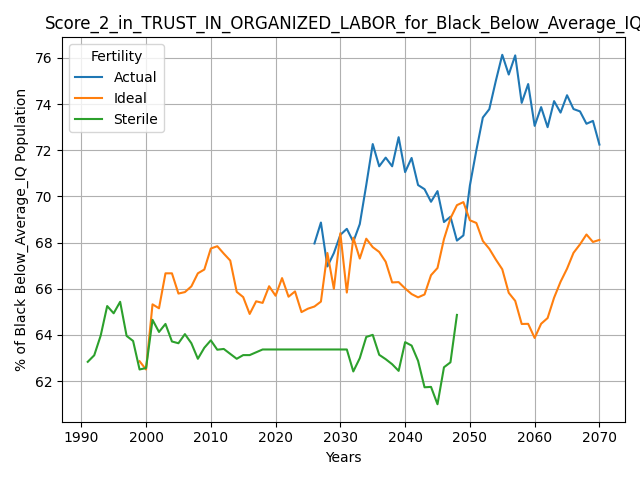 Score_2_in_TRUST_IN_ORGANIZED_LABOR_for_Black_Below_Average_IQ
Fertility
Actual
Ideal
Sterile
% of Black Below_Average_IQ Population
76
74
72
70
68
66
64
62
1990 2000 2010 2020 2030 2040 2050 2060 2070
Years